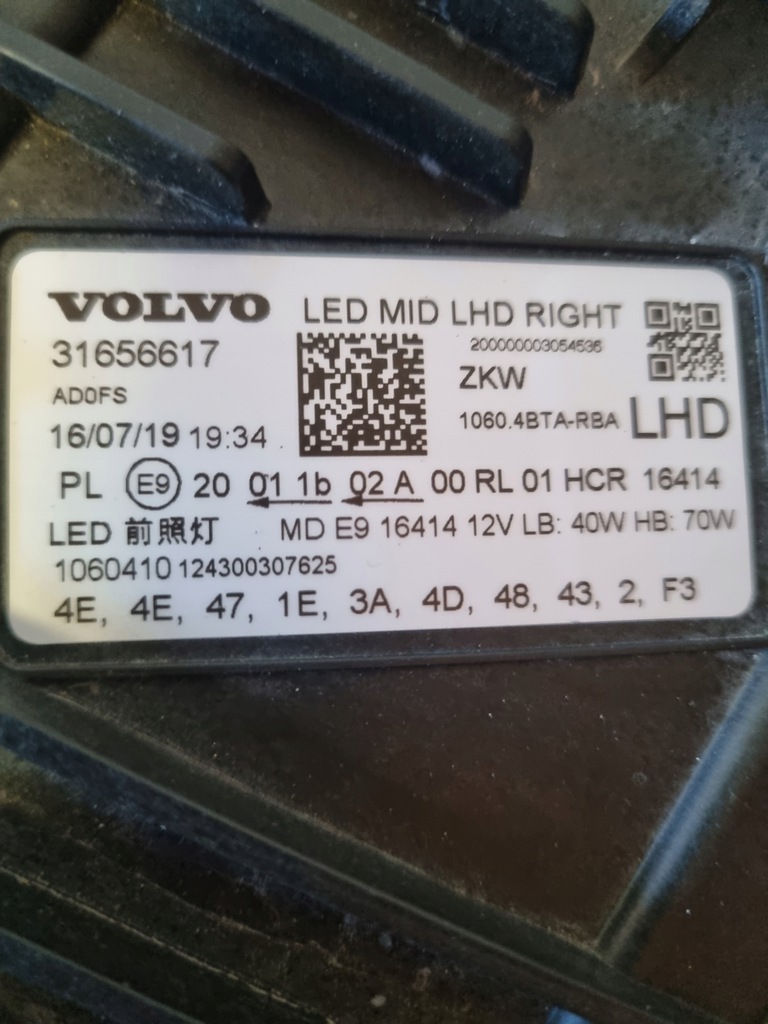 VOLVO LED MID LHD RIGHT
31656617
200000003054536
AD0FS
ZKW
16/07/19 19:34
1060.4BTA-RBA LHD
PL E9 20 01 1b 02 A 00 RL 01 HCR 16414
LED 前照灯 MD E9 16414 12V LB: 40W HB: 70W
1060410 124300307625
4E, 4E, 47, 1E, 3A, 4D, 48, 43, 2, F3